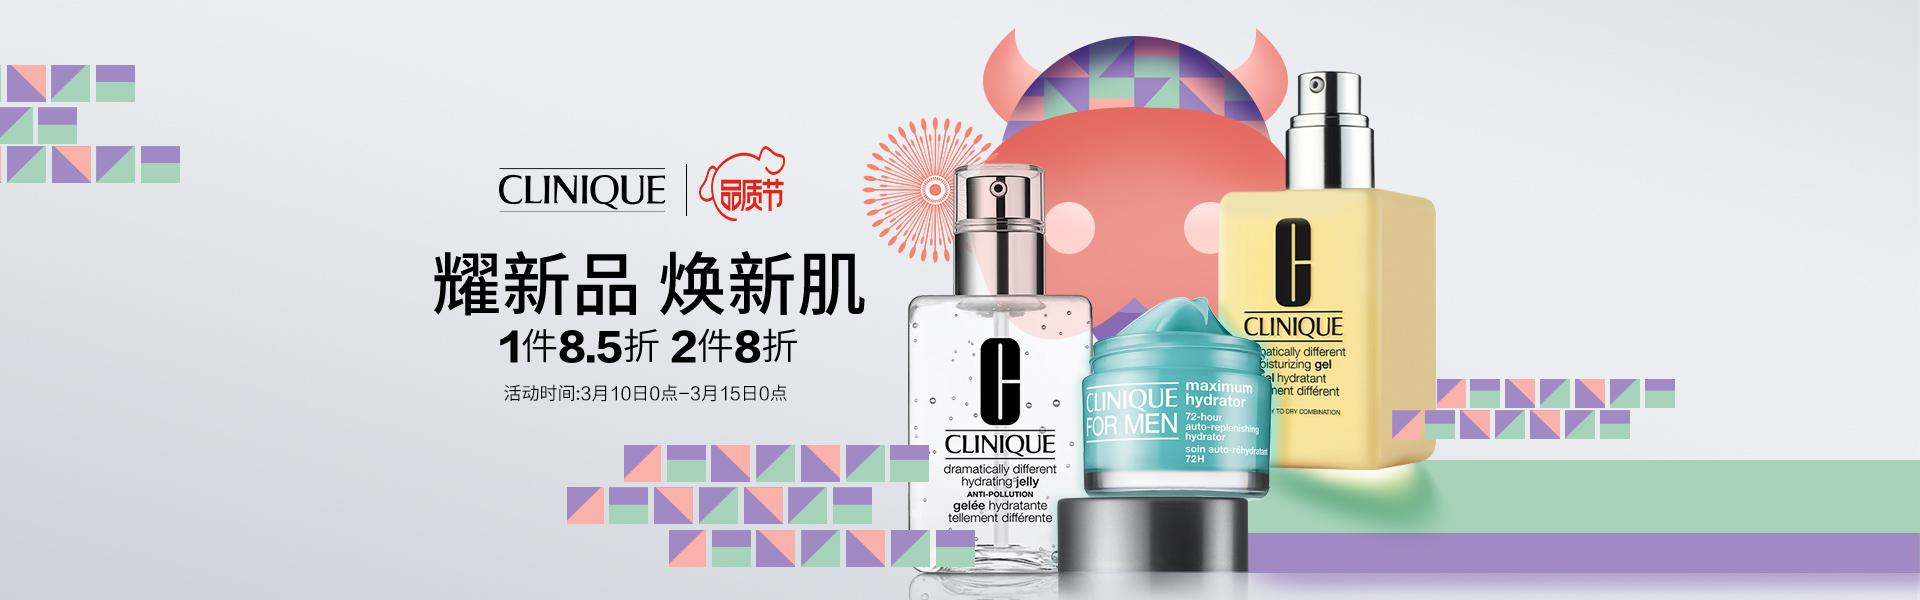 CLINIQUE
品质节
耀新品 焕新肌
1件8.5折 2件8折
活动时间:3月10日0点-3月15日0点
CLINIQUE
dramatically different
hydrating jelly
ANTI-POLLUTION
gelée hydratante
tellement différente
CLINIQUE
FOR MEN
maximum
hydrator
72-hour
auto-replenishing
hydrator
soin auto-réhydratant
72H
CLINIQUE
atically different
oisturizing gel
el hydratant
ment différent
Y TO DRY COMBINATION